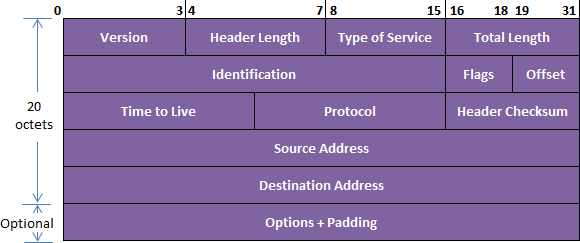 0 3 4 7 8 15 16 18 19 31
Version Header Length Type of Service Total Length
Identification Flags Offset
20
octets
Time to Live Protocol Header Checksum
Source Address
Destination Address
Optional Options + Padding